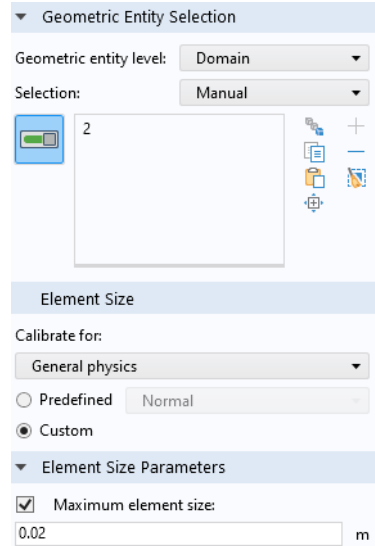 Geometric Entity Selection
Geometric entity level: Domain
Selection: Manual
2
Element Size
Calibrate for:
General physics
Predefined Normal
Custom
Element Size Parameters
Maximum element size:
0.02 m